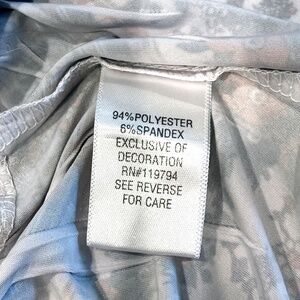 94%POLYESTER
6%SPANDEX
EXCLUSIVE OF
DECORATION
RN#119794
SEE REVERSE
FOR CARE